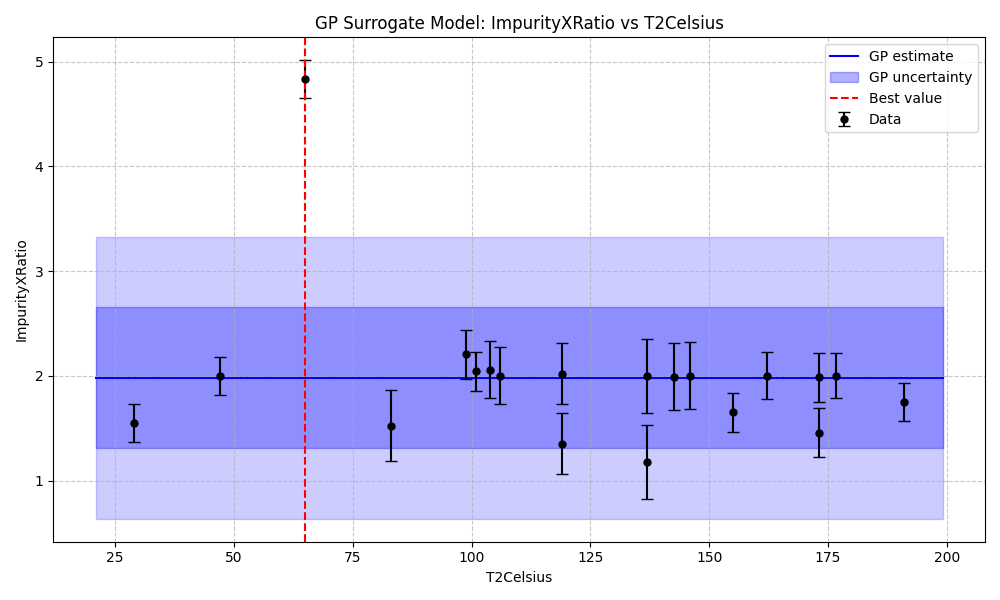 GP Surrogate Model: ImpurityXRatio vs T2Celsius
GP estimate
GP uncertainty
Best value
Data
5
4
3
2
1
ImpurityXRatio
25
50
75
100
125
150
175
200
T2Celsius